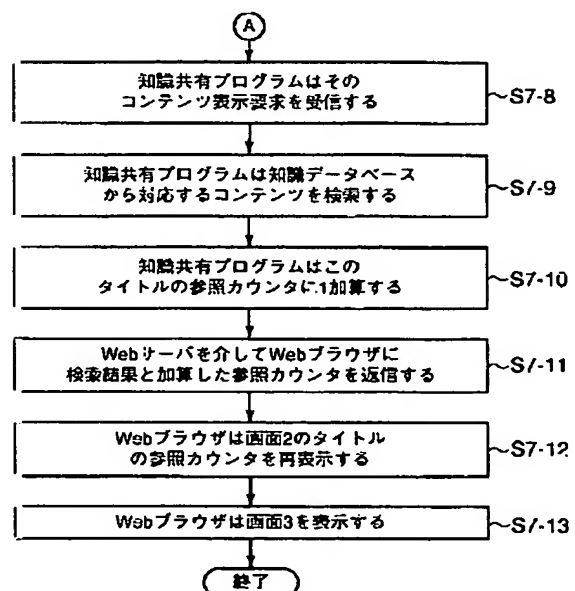 A
知識共有プログラムはその
コンテンツ表示要求を受信する
~S7-8
知識共有プログラムは知識データベース
から対応するコンテンツを検索する
~S7-9
知識共有プログラムはこの
タイトルの参照カウンタに1加算する
~S7-10
Webサーバを介してWebブラウザに
検索結果と加算した参照カウンタを返信する
~S7-11
Webブラウザは画面2のタイトル
の参照カウンタを再表示する
~S7-12
Webブラウザは画面3を表示する
~S7-13
終了